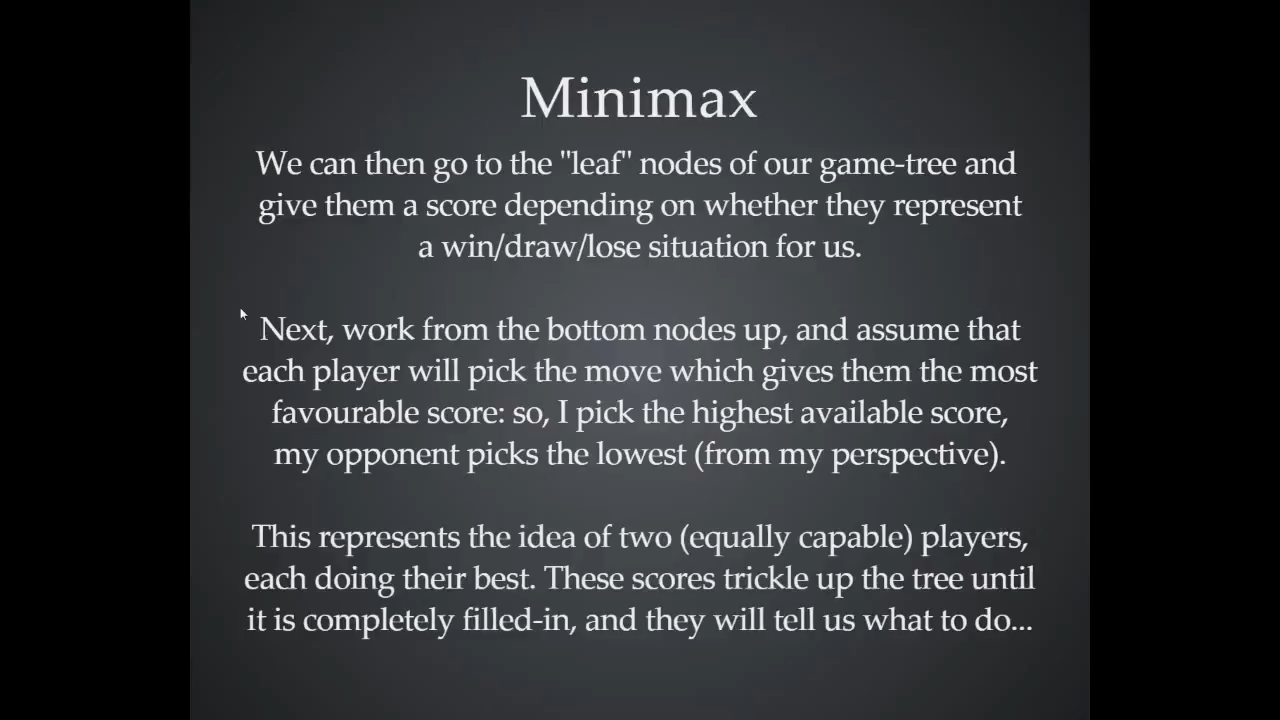 Minimax
We can then go to the "leaf" nodes of our game-tree and
give them a score depending on whether they represent
a win/draw/lose situation for us.
Next, work from the bottom nodes up, and assume that
each player will pick the move which gives them the most
favourable score: so, I pick the highest available score,
my opponent picks the lowest (from my perspective).
This represents the idea of two (equally capable) players,
each doing their best. These scores trickle up the tree until
it is completely filled-in, and they will tell us what to do...